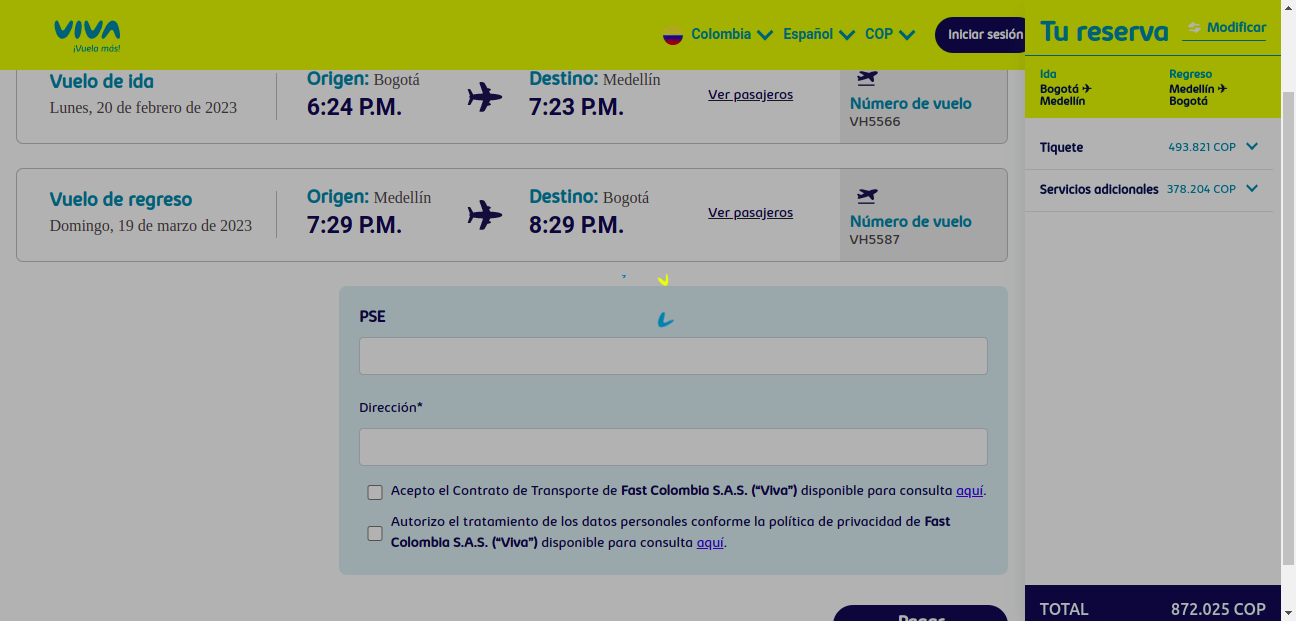 VIVA
¡Vuela más!
Colombia
Español
COP
Iniciar sesión
Tu reserva
Modificar
Ida
Bogotá ✈
Medellín
Regreso
Medellín ✈
Bogotá
Vuelo de ida
Lunes, 20 de febrero de 2023
Origen: Bogotá
6:24 P.M.
Destino: Medellín
7:23 P.M.
Ver pasajeros
Número de vuelo
VH5566
Tiquete 493.821 COP
Servicios adicionales 378.204 COP
Vuelo de regreso
Domingo, 19 de marzo de 2023
Origen: Medellín
7:29 P.M.
Destino: Bogotá
8:29 P.M.
Ver pasajeros
Número de vuelo
VH5587
PSE
Dirección*
Acepto el Contrato de Transporte de Fast Colombia S.A.S. (“Viva”) disponible para consulta aquí.
Autorizo el tratamiento de los datos personales conforme la política de privacidad de Fast
Colombia S.A.S. (“Viva”) disponible para consulta aquí.
Pagar
TOTAL 872.025 COP